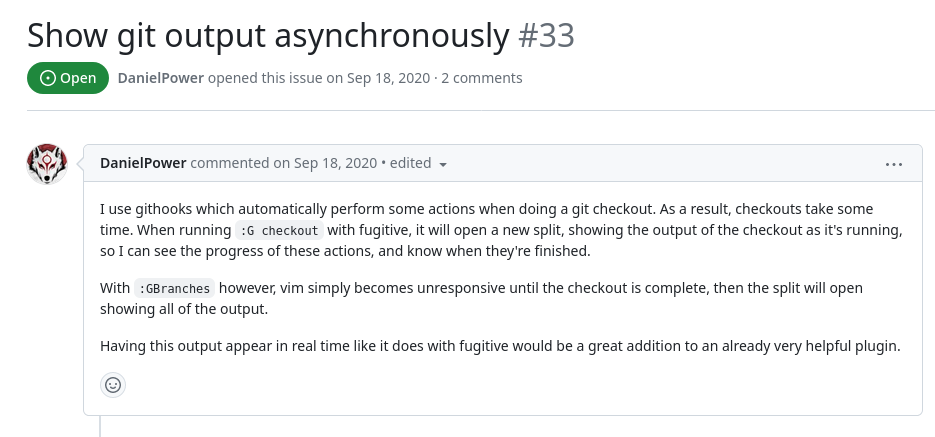 Show git output asynchronously #33
Open DanielPower opened this issue on Sep 18, 2020 · 2 comments
DanielPower commented on Sep 18, 2020 • edited
I use githooks which automatically perform some actions when doing a git checkout. As a result, checkouts take some
time. When running :G checkout with fugitive, it will open a new split, showing the output of the checkout as it's running,
so I can see the progress of these actions, and know when they're finished.
With :GBranches however, vim simply becomes unresponsive until the checkout is complete, then the split will open
showing all of the output.
Having this output appear in real time like it does with fugitive would be a great addition to an already very helpful plugin.